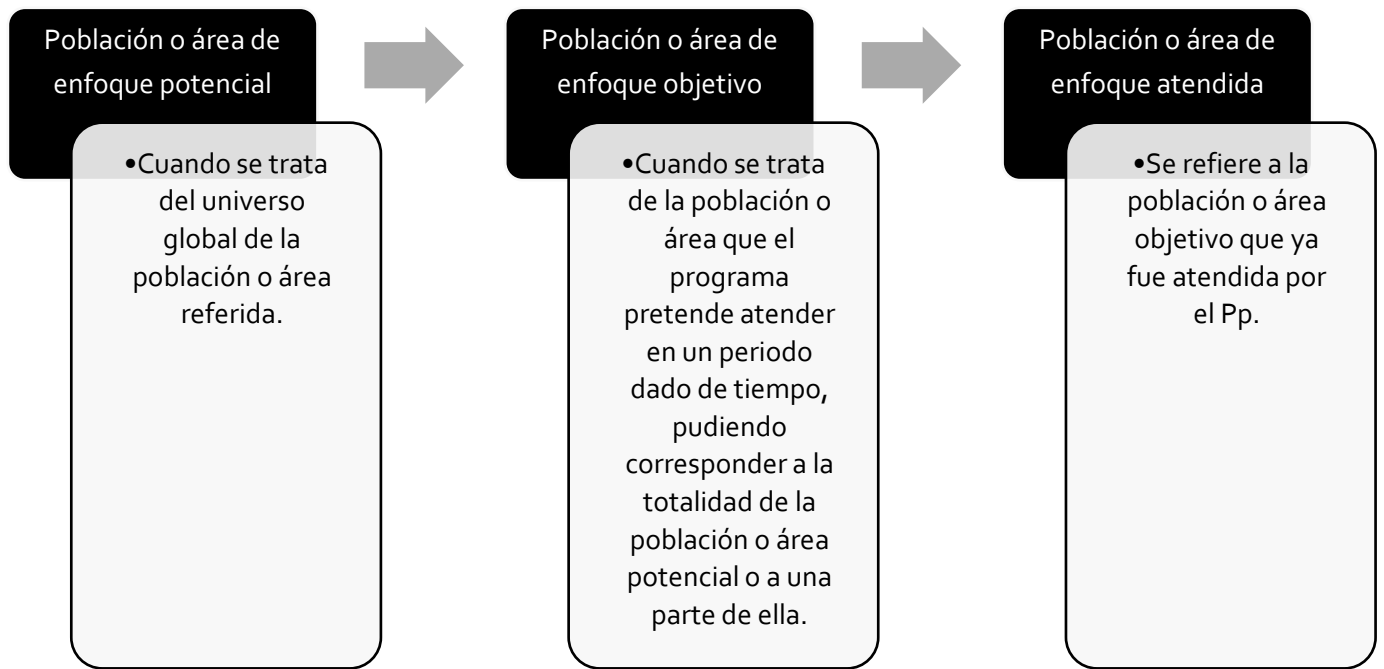 Población o área de
enfoque potencial
•Cuando se trata
del universo
global de la
población o área
referida.
Población o área de
enfoque objetivo
•Cuando se trata
de la población o
área que el
programa
pretende atender
en un periodo
dado de tiempo,
pudiendo
corresponder a la
totalidad de la
población o área
potencial o a una
parte de ella.
Población o área de
enfoque atendida
•Se refiere a la
población o área
objetivo que ya
fue atendida por
el Pp.